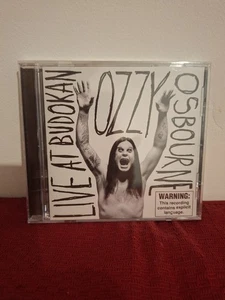 LIVE AT BUDOKAN
OZZY
OSBOURNE
WARNING:
This recording
contains explicit
language.